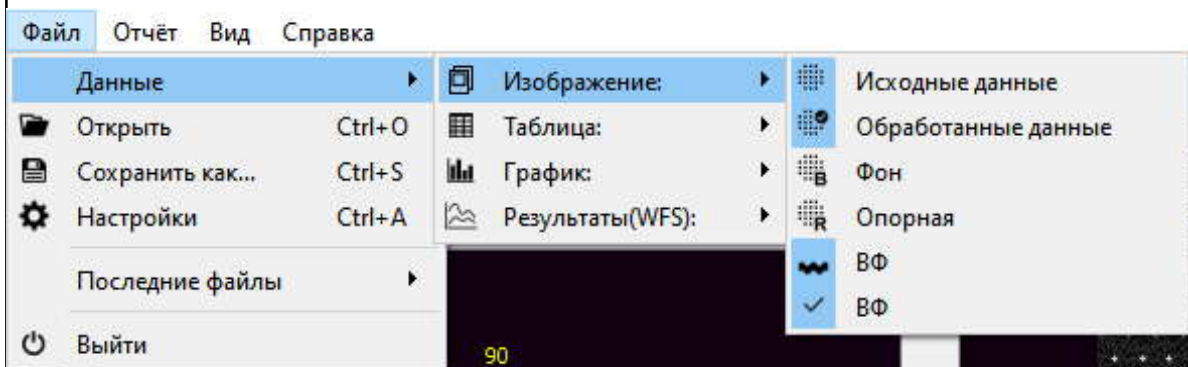 Файл Отчёт Вид Справка
Данные
Открыть Ctrl+O
Сохранить как... Ctrl+S
Настройки Ctrl+A
Последние файлы
Выйти
Изображение:
Таблица:
График:
Результаты(WFS):
Исходные данные
Обработанные данные
B Фон
R Опорная
ВФ
ВФ
90